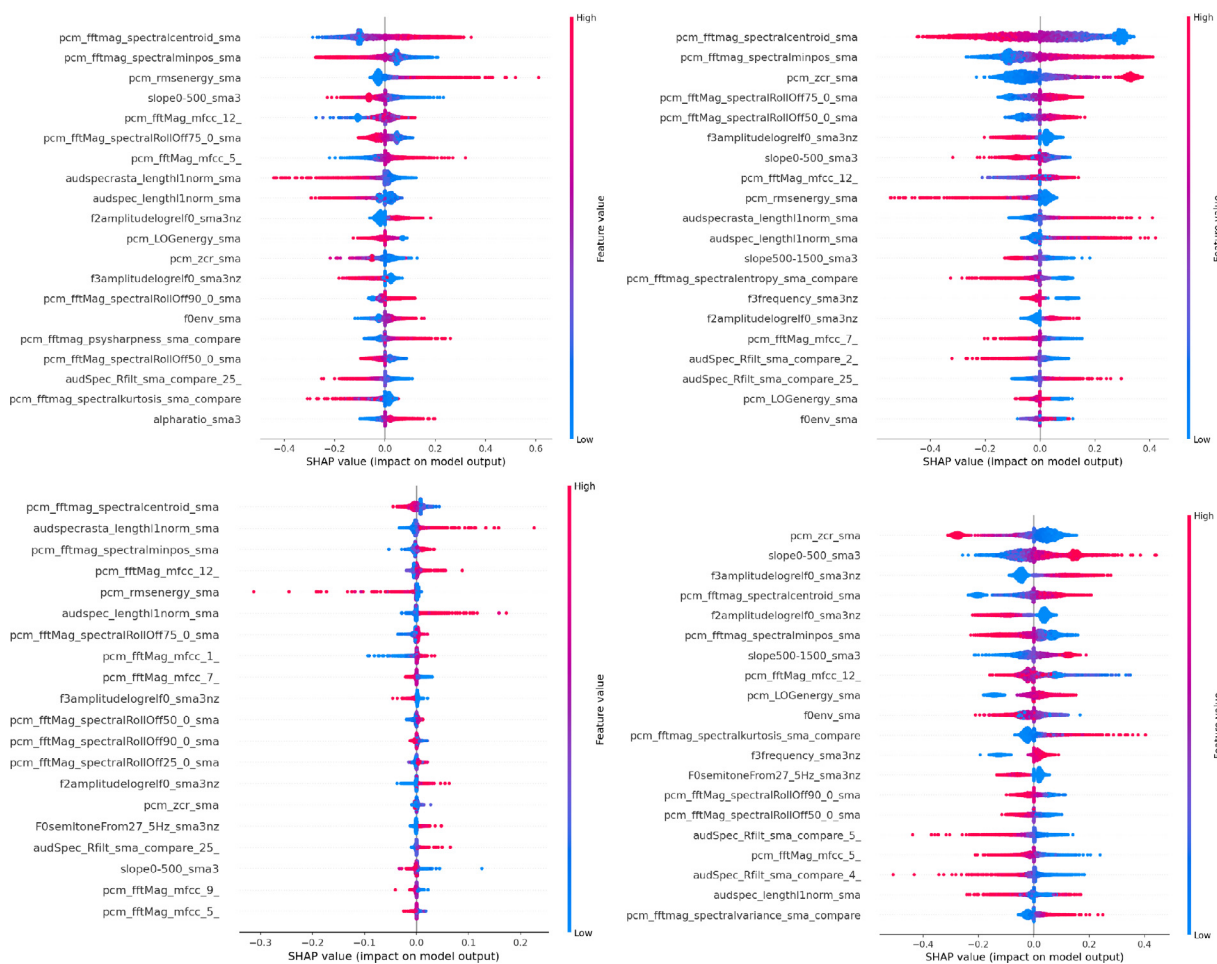 High
pcm_fftmag_spectralcentroid_sma
pcm_fftmag_spectralminpos_sma
pcm_rmsenergy_sma
slope0-500_sma3
pcm_fftMag_mfcc_12_
pcm_fftMag_spectralRollOff75_0_sma
pcm_fftMag_mfcc_5_
audspecrasta_lengthl1norm_sma
audspec_lengthl1norm_sma
f2amplitudelogrelf0_sma3nz
pcm_LOGenergy_sma
pcm_zcr_sma
f3amplitudelogrelf0_sma3nz
pcm_fftMag_spectralRollOff90_0_sma
f0env_sma
pcm_fftmag_psysharpness_sma_compare
pcm_fftMag_spectralRollOff50_0_sma
audSpec_Rfilt_sma_compare_25_
pcm_fftmag_spectralkurtosis_sma_compare
alpharatio_sma3
Feature value
Low
−0.4 −0.2 0.0 0.2 0.4 0.6
SHAP value (impact on model output)
High
pcm_fftmag_spectralcentroid_sma
pcm_fftmag_spectralminpos_sma
pcm_zcr_sma
pcm_fftMag_spectralRollOff75_0_sma
pcm_fftMag_spectralRollOff50_0_sma
f3amplitudelogrelf0_sma3nz
slope0-500_sma3
pcm_fftMag_mfcc_12_
pcm_rmsenergy_sma
audspecrasta_lengthl1norm_sma
audspec_lengthl1norm_sma
slope500-1500_sma3
pcm_fftmag_spectralentropy_sma_compare
f3frequency_sma3nz
f2amplitudelogrelf0_sma3nz
pcm_fftMag_mfcc_7_
audSpec_Rfilt_sma_compare_2_
audSpec_Rfilt_sma_compare_25_
pcm_LOGenergy_sma
f0env_sma
Feature value
Low
−0.4 −0.2 0.0 0.2 0.4
SHAP value (impact on model output)
High
pcm_fftmag_spectralcentroid_sma
audspecrasta_lengthl1norm_sma
pcm_fftmag_spectralminpos_sma
pcm_fftMag_mfcc_12_
pcm_rmsenergy_sma
audspec_lengthl1norm_sma
pcm_fftMag_spectralRollOff75_0_sma
pcm_fftMag_mfcc_1_
pcm_fftMag_mfcc_7_
f3amplitudelogrelf0_sma3nz
pcm_fftMag_spectralRollOff50_0_sma
pcm_fftMag_spectralRollOff90_0_sma
pcm_fftMag_spectralRollOff25_0_sma
f2amplitudelogrelf0_sma3nz
pcm_zcr_sma
F0semitoneFrom27_5Hz_sma3nz
audSpec_Rfilt_sma_compare_25_
slope0-500_sma3
pcm_fftMag_mfcc_9_
pcm_fftMag_mfcc_5_
Feature value
Low
−0.3 −0.2 −0.1 0.0 0.1 0.2
SHAP value (impact on model output)
High
pcm_zcr_sma
slope0-500_sma3
f3amplitudelogrelf0_sma3nz
pcm_fftmag_spectralcentroid_sma
f2amplitudelogrelf0_sma3nz
pcm_fftmag_spectralminpos_sma
slope500-1500_sma3
pcm_fftMag_mfcc_12_
pcm_LOGenergy_sma
f0env_sma
pcm_fftmag_spectralkurtosis_sma_compare
f3frequency_sma3nz
F0semitoneFrom27_5Hz_sma3nz
pcm_fftMag_spectralRollOff90_0_sma
pcm_fftMag_spectralRollOff50_0_sma
audSpec_Rfilt_sma_compare_5_
pcm_fftMag_mfcc_5_
audSpec_Rfilt_sma_compare_4_
audspec_lengthl1norm_sma
pcm_fftmag_spectralvariance_sma_compare
Feature value
Low
−0.4 −0.2 0.0 0.2 0.4
SHAP value (impact on model output)